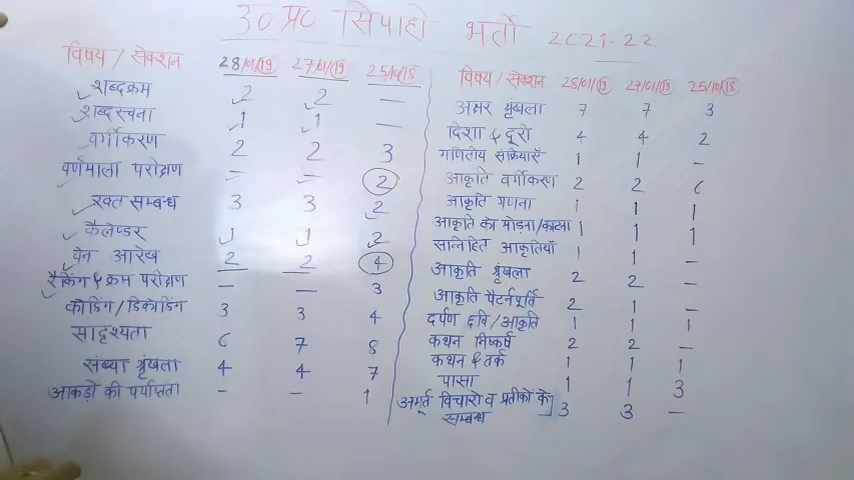 उ० प्र० सिपाही भर्ती 2021-22
विषय / सेक्शन 28/01/19 27/01/19 25/10/18
शब्दक्रम 2 2 —
शब्दरचना 1 1 —
वर्गीकरण 2 2 3
वर्णमाला परीक्षण — — 2
रक्त सम्बन्ध 3 3 2
कैलेण्डर 1 1 2
वेन आरेख 2 2 4
रैकिंग & क्रम परीक्षण — — 3
कोडिंग/डिकोडिंग 3 3 4
सादृश्यता 6 7 8
संख्या श्रृंखला 4 4 7
आकड़ो की पर्याप्तता - - 1
विषय / सेक्शन 28/01/19 27/01/19 25/10/18
अक्षर श्रृंखला 7 7 3
दिशा & दूरी 4 4 2
गणितीय संक्रियाएँ 1 1 -
आकृति वर्गीकरण 2 2 6
आकृति गणना 1 1 1
आकृति को मोड़ना/काटना 1 1 1
सन्निहित आकृतियाँ 1 1 -
आकृति श्रृंखला 2 2 -
आकृति पैटर्नपूर्ति 2 1 -
दर्पण छवि/आकृति 1 1 1
कथन निष्कर्ष 2 2 -
कथन & तर्क 1 1 1
पासा 1 1 3
अमूर्त विचारो व प्रतीकों के
सम्बन्ध 3 3 —